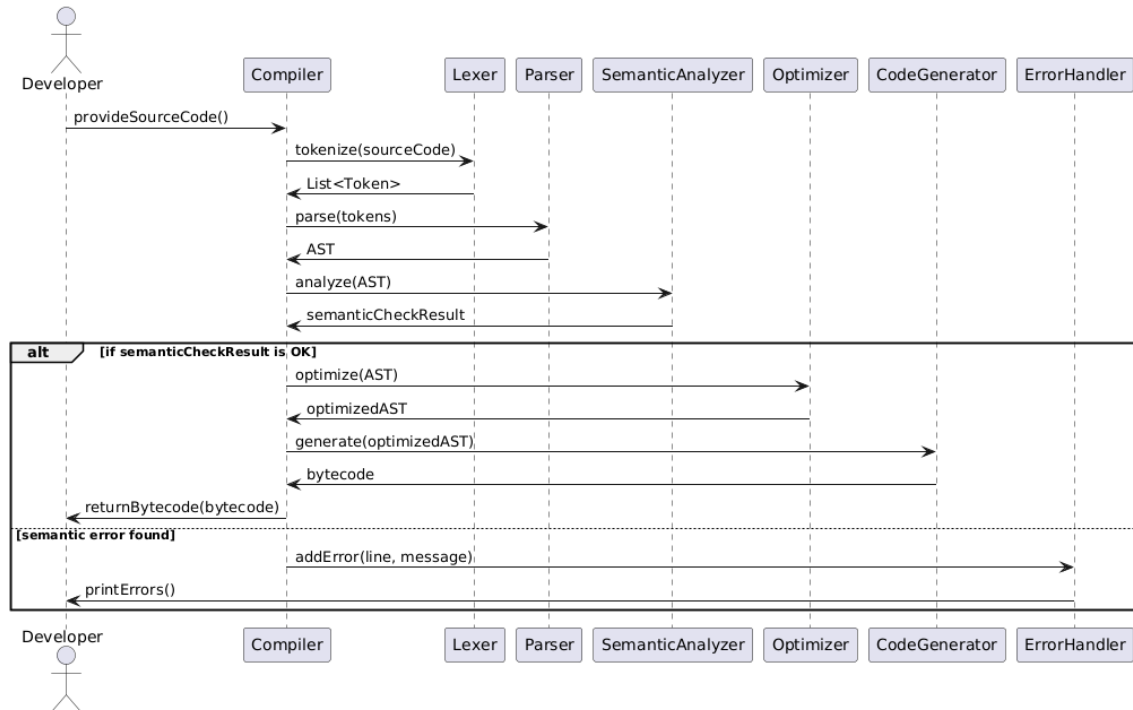 Developer
Compiler
Lexer
Parser
SemanticAnalyzer
Optimizer
CodeGenerator
ErrorHandler
provideSourceCode()
tokenize(sourceCode)
List<Token>
parse(tokens)
AST
analyze(AST)
semanticCheckResult
alt
[if semanticCheckResult is OK]
optimize(AST)
optimizedAST
generate(optimizedAST)
bytecode
returnBytecode(bytecode)
[semantic error found]
addError(line, message)
printErrors()
Developer
Compiler
Lexer
Parser
SemanticAnalyzer
Optimizer
CodeGenerator
ErrorHandler